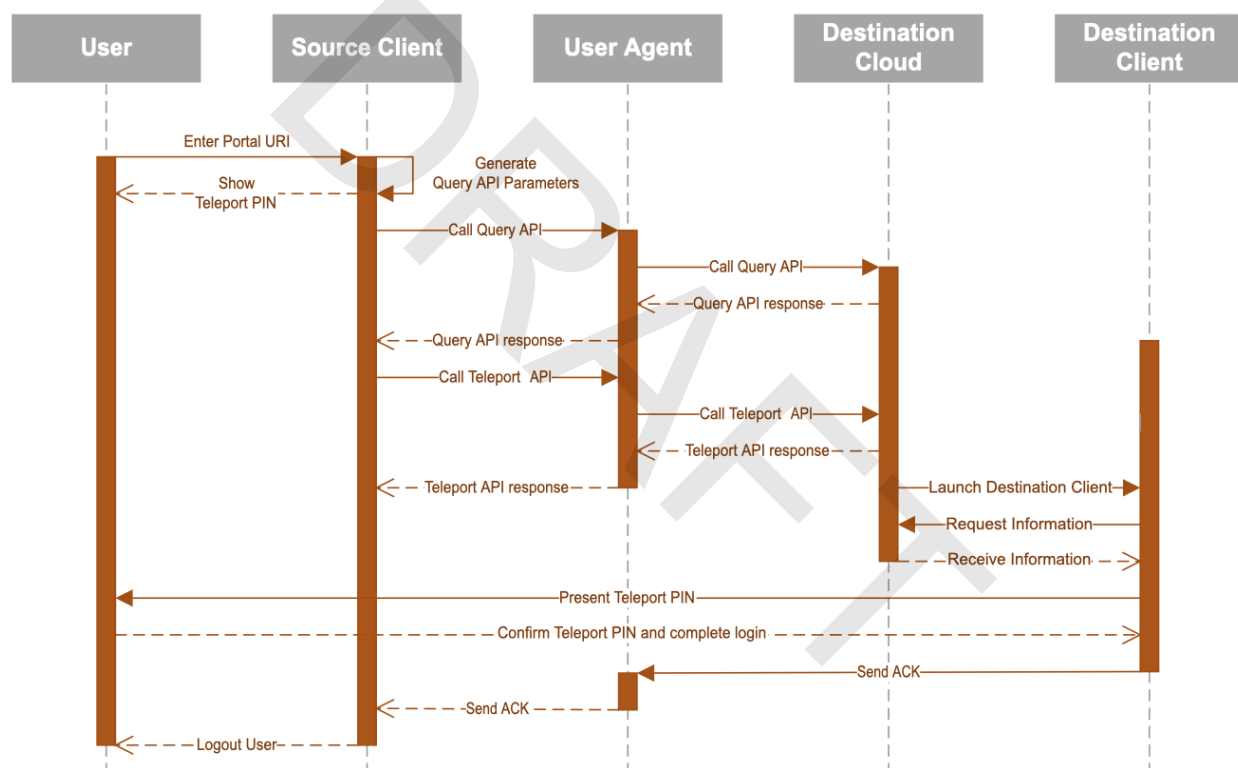 User
Source Client
User Agent
Destination
Cloud
Destination
Client
Enter Portal URI
Generate
Query API Parameters
Show
Teleport PIN
Call Query API
Call Query API
Query API response
Query API response
Call Teleport API
Call Teleport API
Teleport API response
Teleport API response
Launch Destination Client
Request Information
Receive Information
Present Teleport PIN
Confirm Teleport PIN and complete login
Send ACK
Send ACK
Logout User
DRAFT